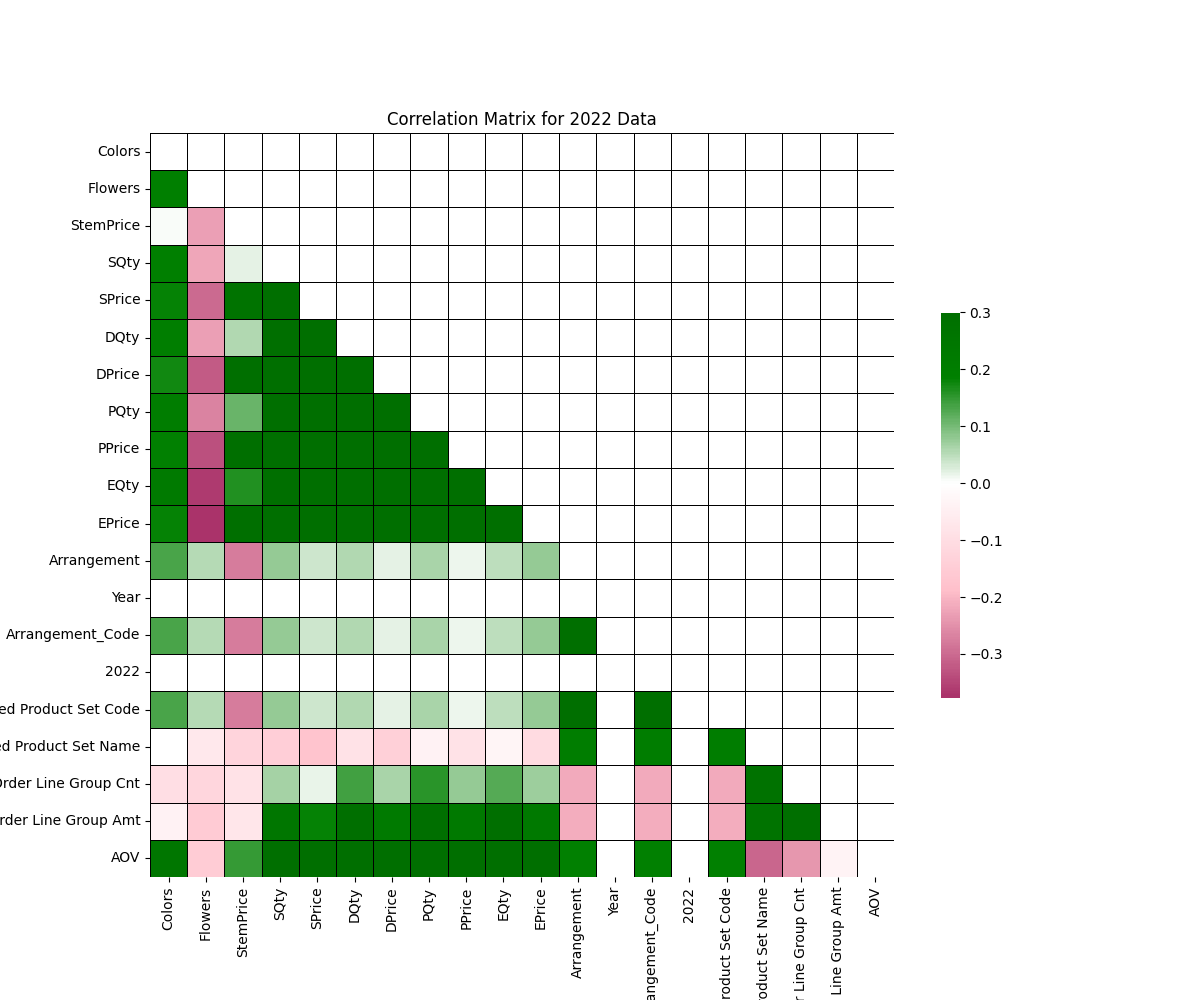 Correlation Matrix for 2022 Data
Colors
Flowers
StemPrice
SQty
SPrice
DQty
DPrice
PQty
PPrice
EQty
EPrice
Arrangement
Year
Arrangement_Code
2022
ed Product Set Code
ed Product Set Name
Order Line Group Cnt
rder Line Group Amt
AOV
Colors
Flowers
StemPrice
SQty
SPrice
DQty
DPrice
PQty
PPrice
EQty
EPrice
Arrangement
Year
angement_Code
2022
roduct Set Code
oduct Set Name
r Line Group Cnt
Line Group Amt
AOV
0.3
0.2
0.1
0.0
−0.1
−0.2
−0.3